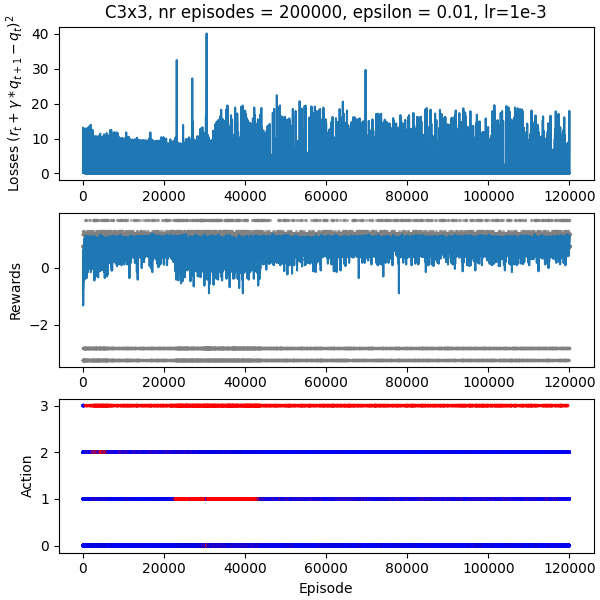 C3x3, nr episodes = 200000, epsilon = 0.01, lr=1e-3
Losses $(r_t + \gamma * q_{t+1} - q_t)^2$
40
30
20
10
0
0 20000 40000 60000 80000 100000 120000
Rewards
0
−2
0 20000 40000 60000 80000 100000 120000
Action
3
2
1
0
0 20000 40000 60000 80000 100000 120000
Episode